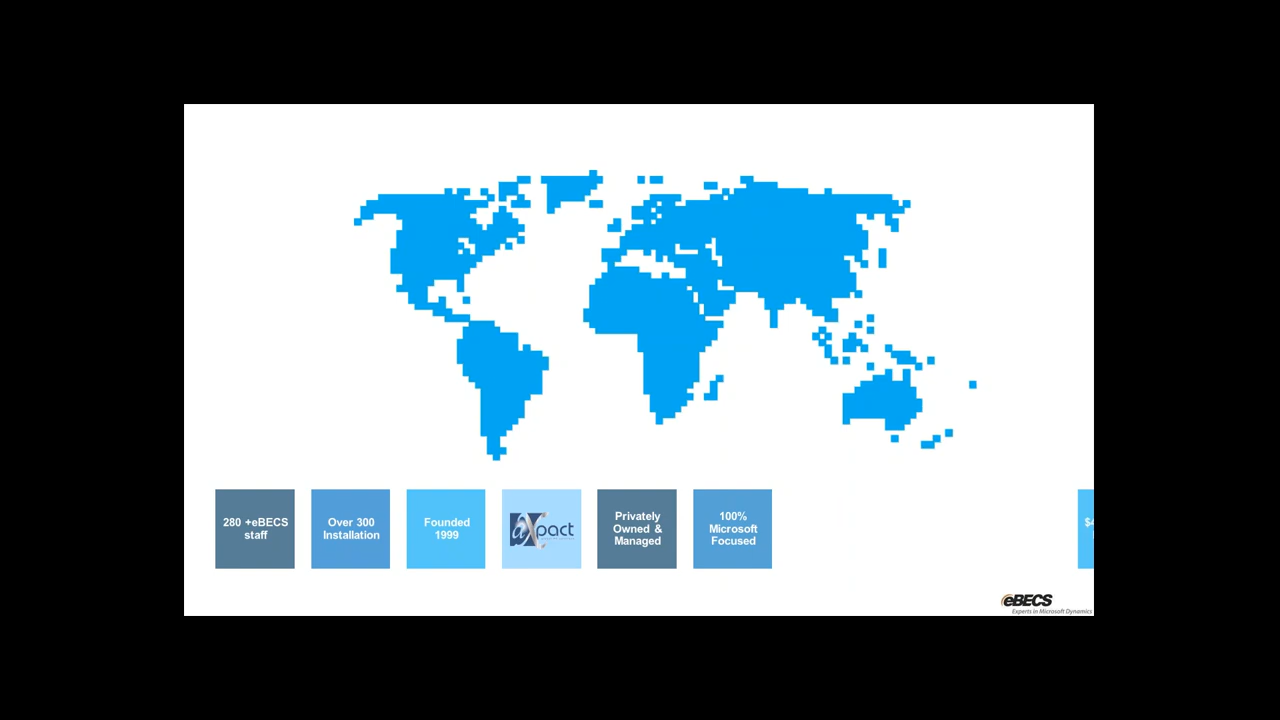 280 +eBECS
staff
Over 300
Installation
Founded
1999
axpact
Privately
Owned &
Managed
100%
Microsoft
Focused
eBECS
Experts in Microsoft Dynamics